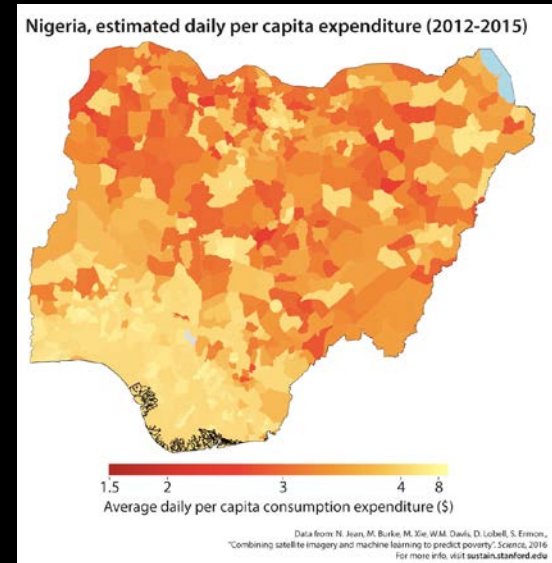 Nigeria, estimated daily per capita expenditure (2012-2015)
1.5 2 3 4 8
Average daily per capita consumption expenditure ($)
Data from: N. Jean, M. Burke, M. Xie, W.M. Davis, D. Lobell, S. Ermon.,
"Combining satellite imagery and machine learning to predict poverty". Science, 2016
For more info, visit sustain.stanford.edu